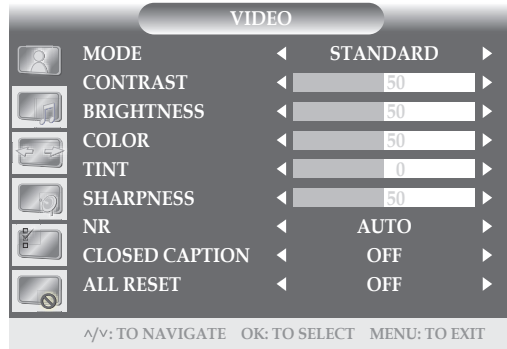 VIDEO
MODE STANDARD
CONTRAST 50
BRIGHTNESS 50
COLOR 50
TINT 0
SHARPNESS 50
NR AUTO
CLOSED CAPTION OFF
ALL RESET OFF
^/v: TO NAVIGATE OK: TO SELECT MENU: TO EXIT